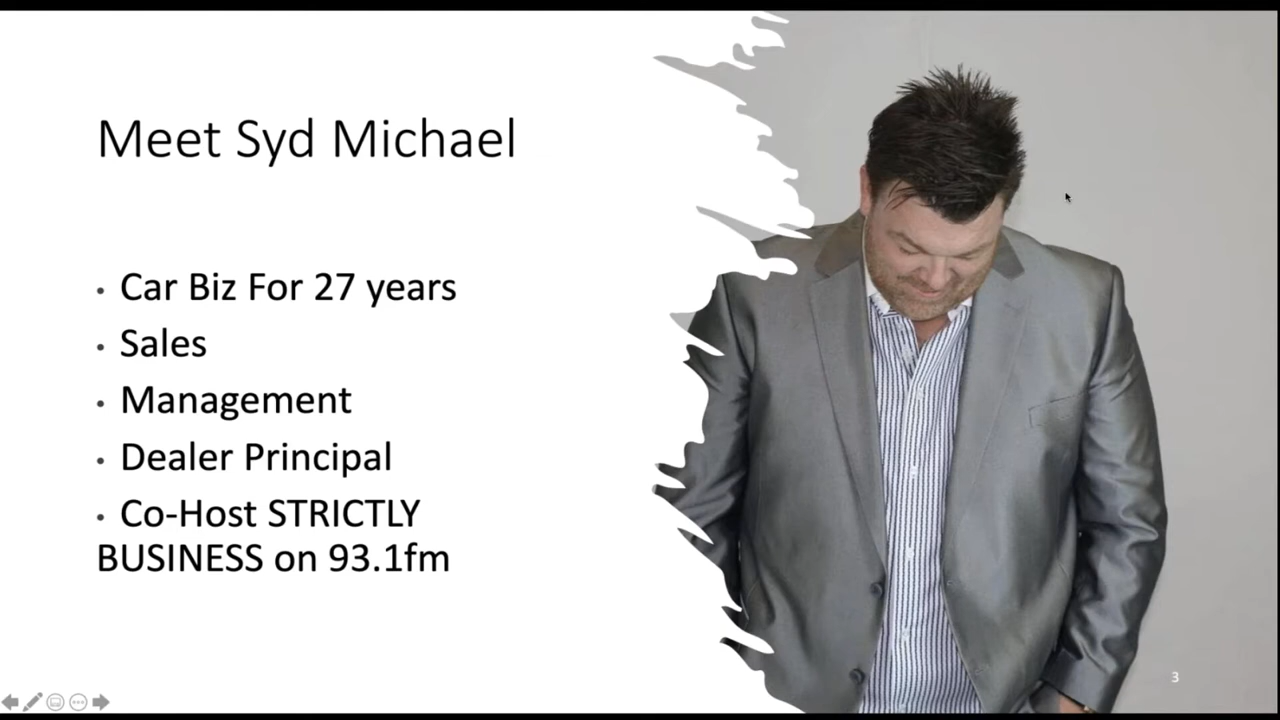 Meet Syd Michael
• Car Biz For 27 years
• Sales
• Management
• Dealer Principal
• Co-Host STRICTLY
BUSINESS on 93.1fm
3